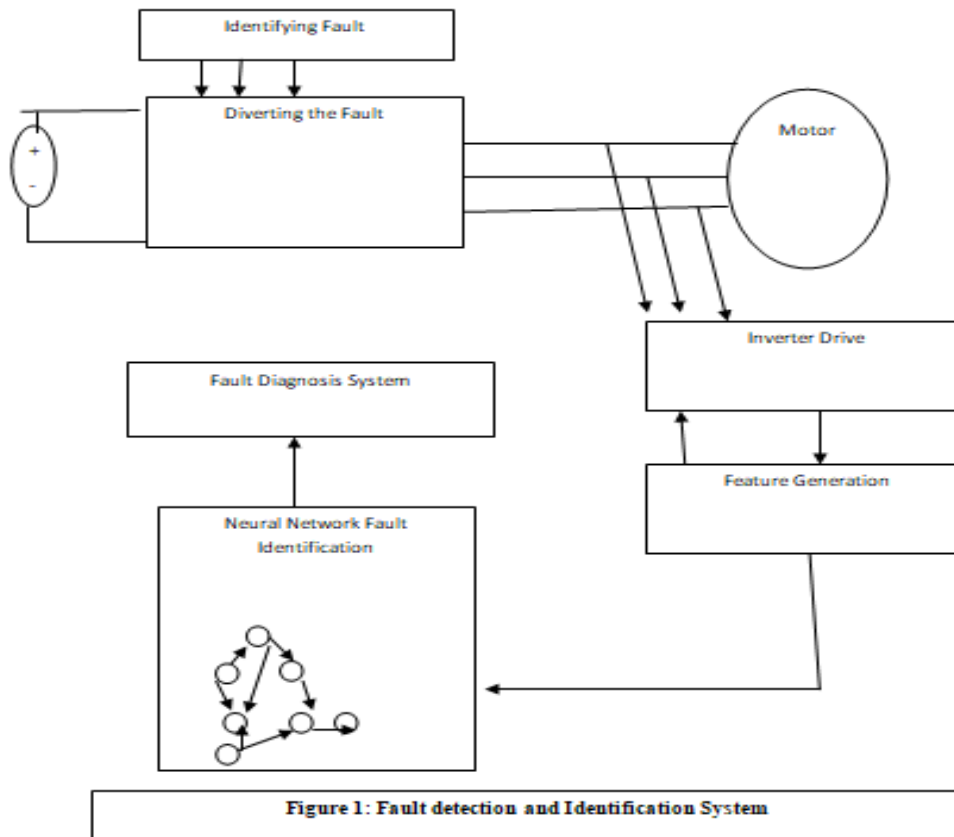 Identifying Fault
Diverting the Fault
+
-
Motor
Inverter Drive
Fault Diagnosis System
Feature Generation
Neural Network Fault
Identification
Figure 1: Fault detection and Identification System